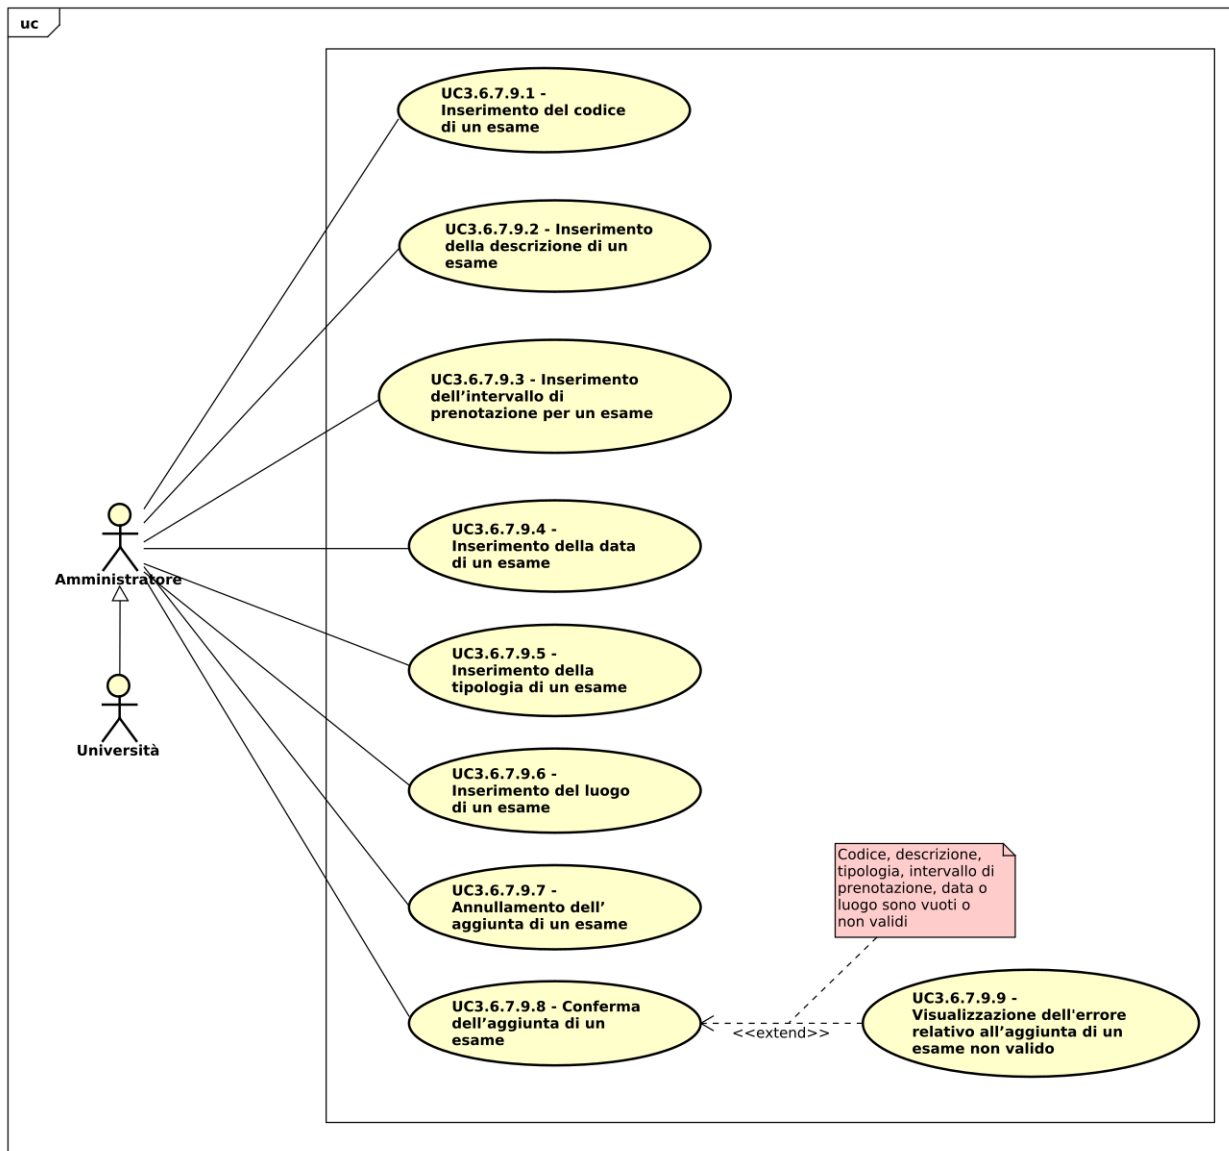 uc
UC3.6.7.9.1 -
Inserimento del codice
di un esame
UC3.6.7.9.2 - Inserimento
della descrizione di un
esame
UC3.6.7.9.3 - Inserimento
dell’intervallo di
prenotazione per un esame
UC3.6.7.9.4 -
Inserimento della data
di un esame
Amministratore
UC3.6.7.9.5 -
Inserimento della
tipologia di un esame
Università
UC3.6.7.9.6 -
Inserimento del luogo
di un esame
UC3.6.7.9.7 -
Annullamento dell’
aggiunta di un esame
Codice, descrizione,
tipologia, intervallo di
prenotazione, data o
luogo sono vuoti o
non validi
UC3.6.7.9.8 - Conferma
dell’aggiunta di un
esame
<<extend>>
UC3.6.7.9.9 -
Visualizzazione dell'errore
relativo all’aggiunta di un
esame non valido